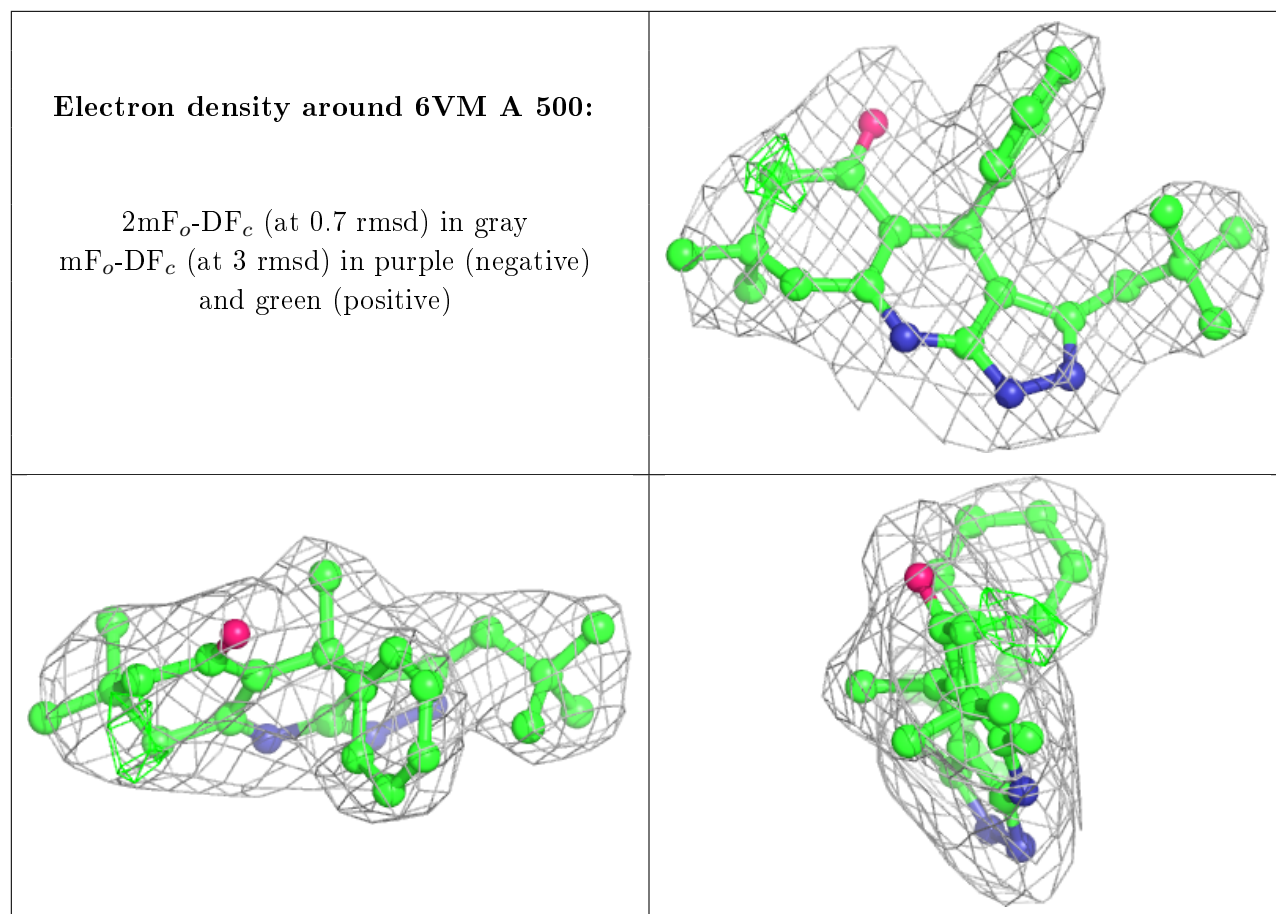 Electron density around 6VM A 500:
2mFo-DFc (at 0.7 rmsd) in gray
mFo-DFc (at 3 rmsd) in purple (negative)
and green (positive)